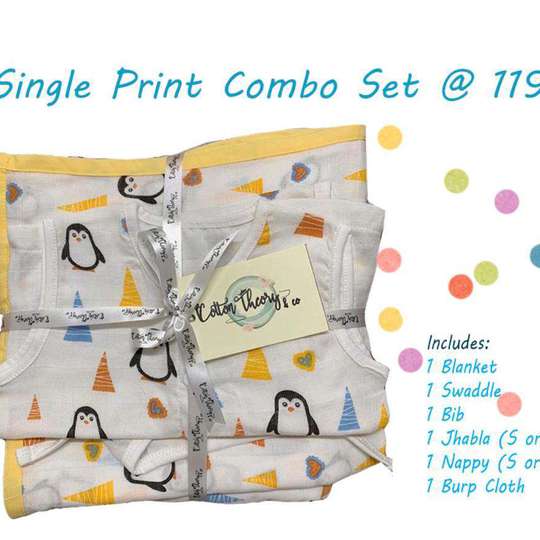 Single Print Combo Set @ 119
Cotton Theory
& co
Includes:
1 Blanket
1 Swaddle
1 Bib
1 Jhabla (S or
1 Nappy (S or
1 Burp Cloth